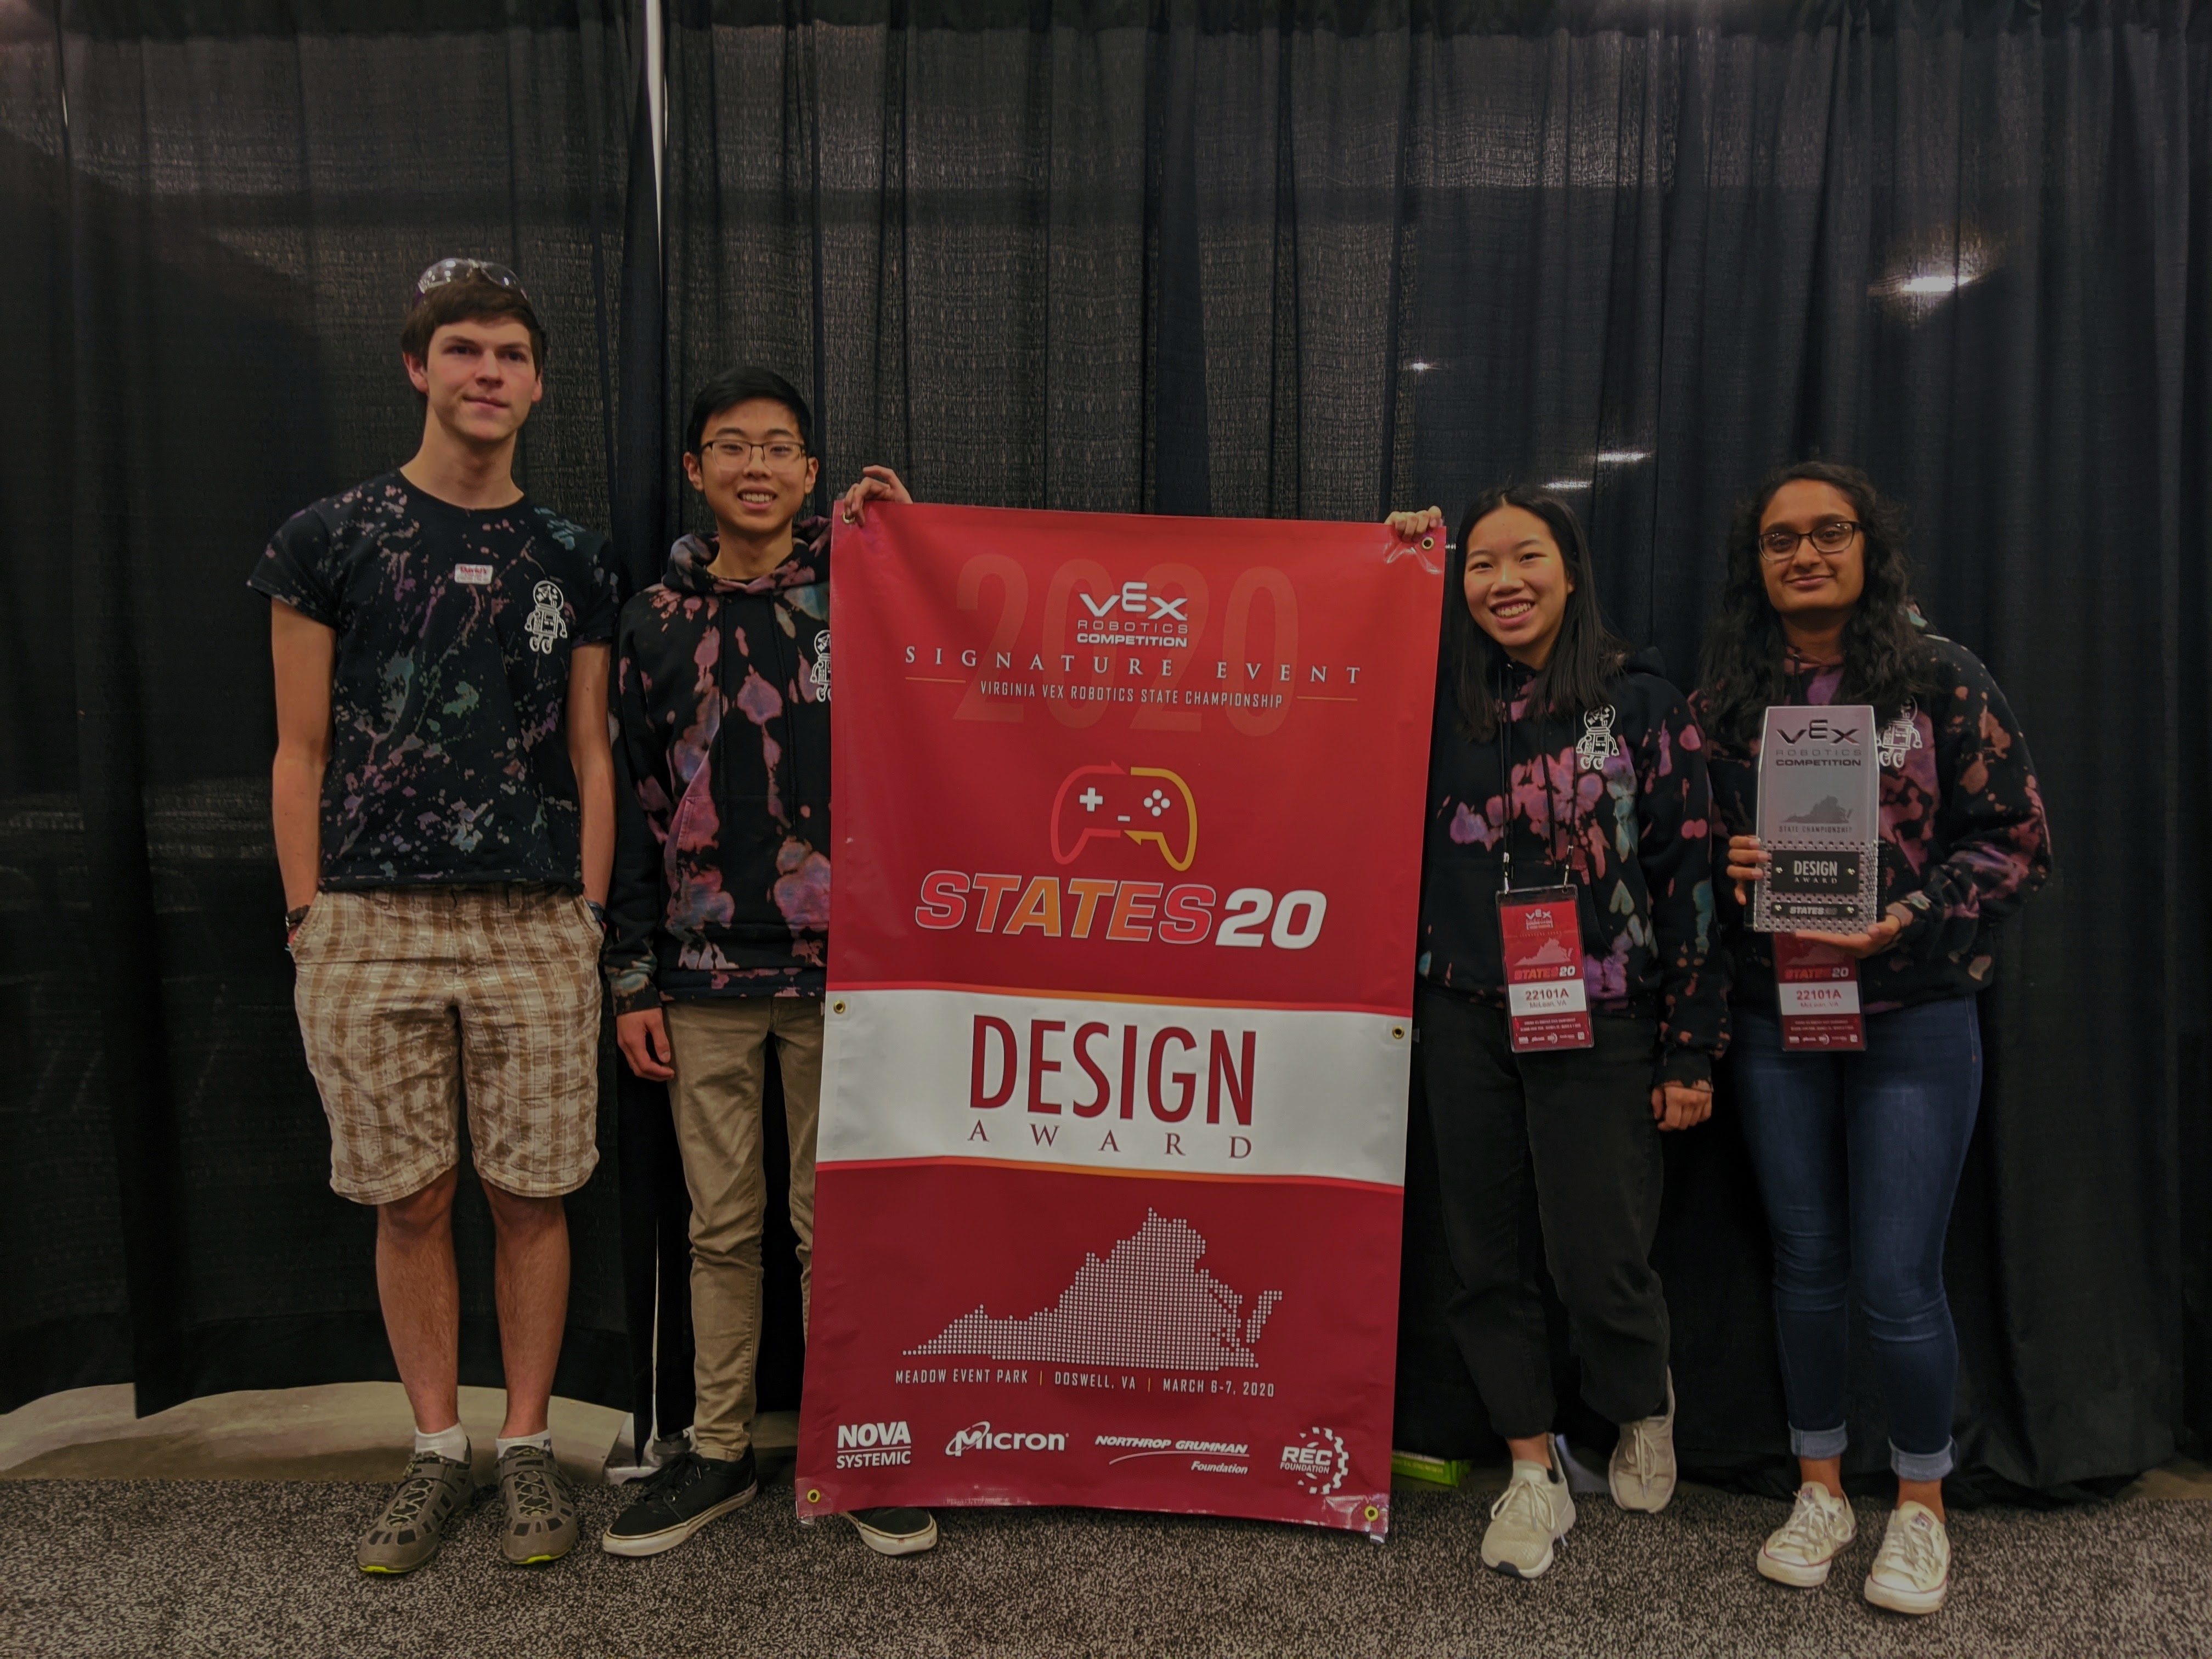 2020
VEX
ROBOTICS
COMPETITION
SIGNATURE EVENT
VIRGINIA VEX ROBOTICS STATE CHAMPIONSHIP
STATES20
DESIGN
AWARD
MEADOW EVENT PARK | DOSWELL, VA | MARCH 6-7, 2020
NOVA
SYSTEMIC
Micron
NORTHROP GRUMMAN
Foundation
REC
FOUNDATION
VEX
STATES20
22101A
McLean, VA
VEX
ROBOTICS
COMPETITION
STATE CHAMPIONSHIP
DESIGN
AWARD
STATES20
STATES20
22101A
McLean, VA